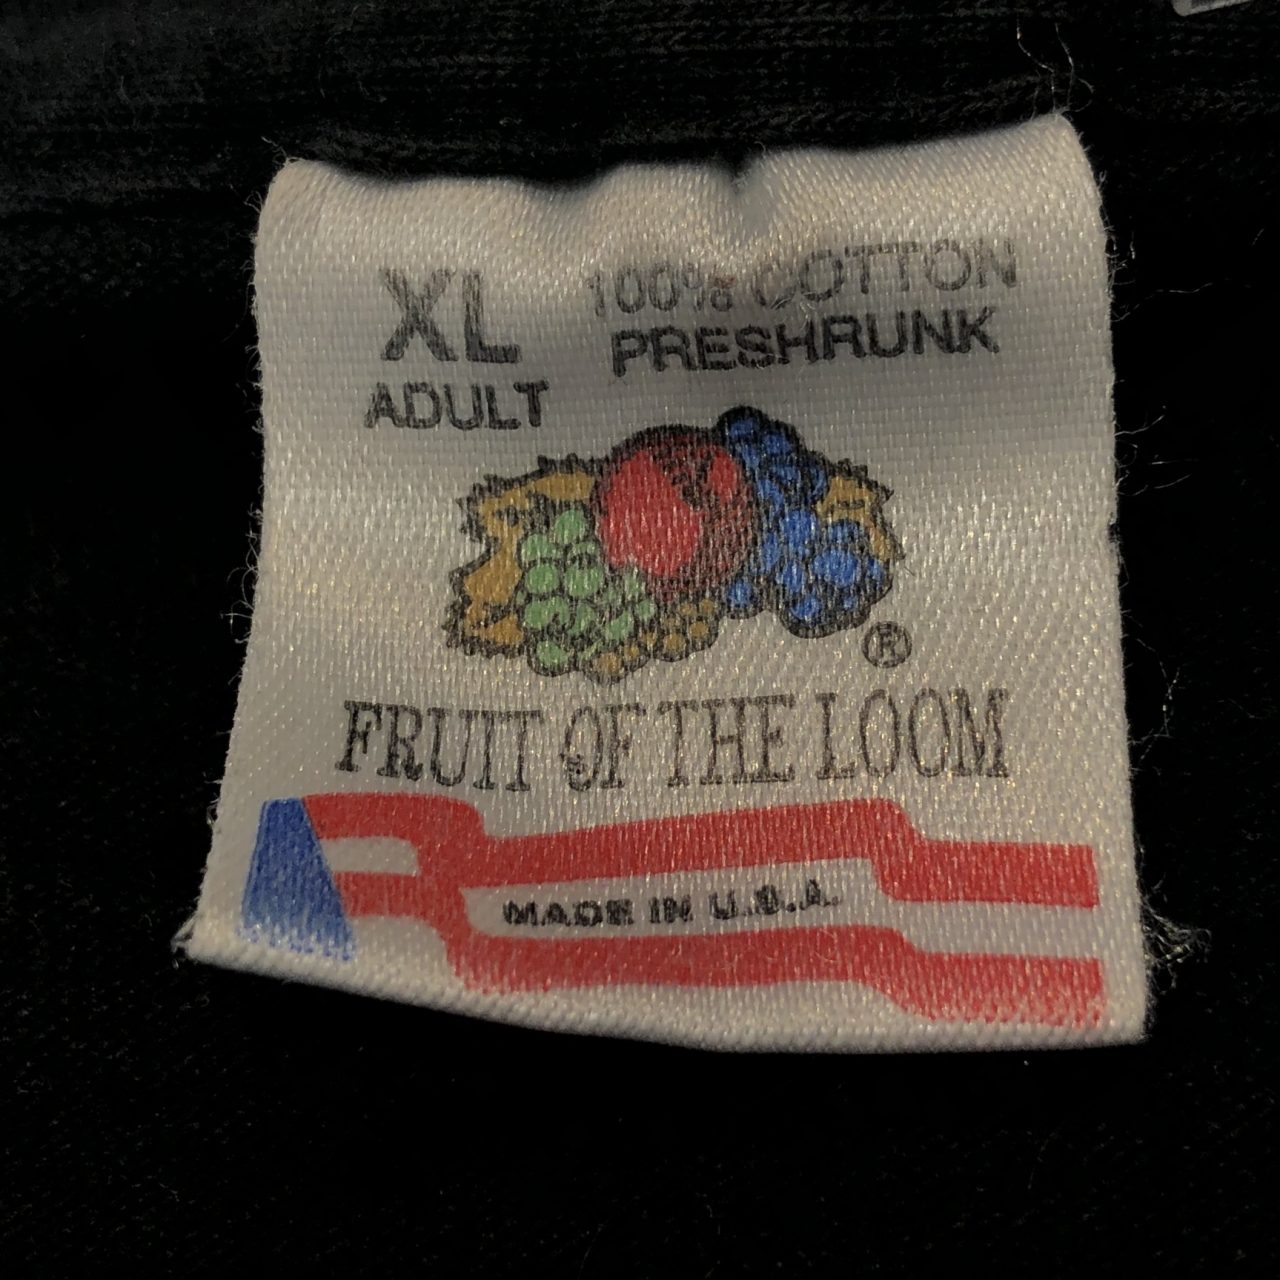 XL 100% COTTON
ADULT PRESHRUNK
®
FRUIT OF THE LOOM
MADE IN U.S.A.